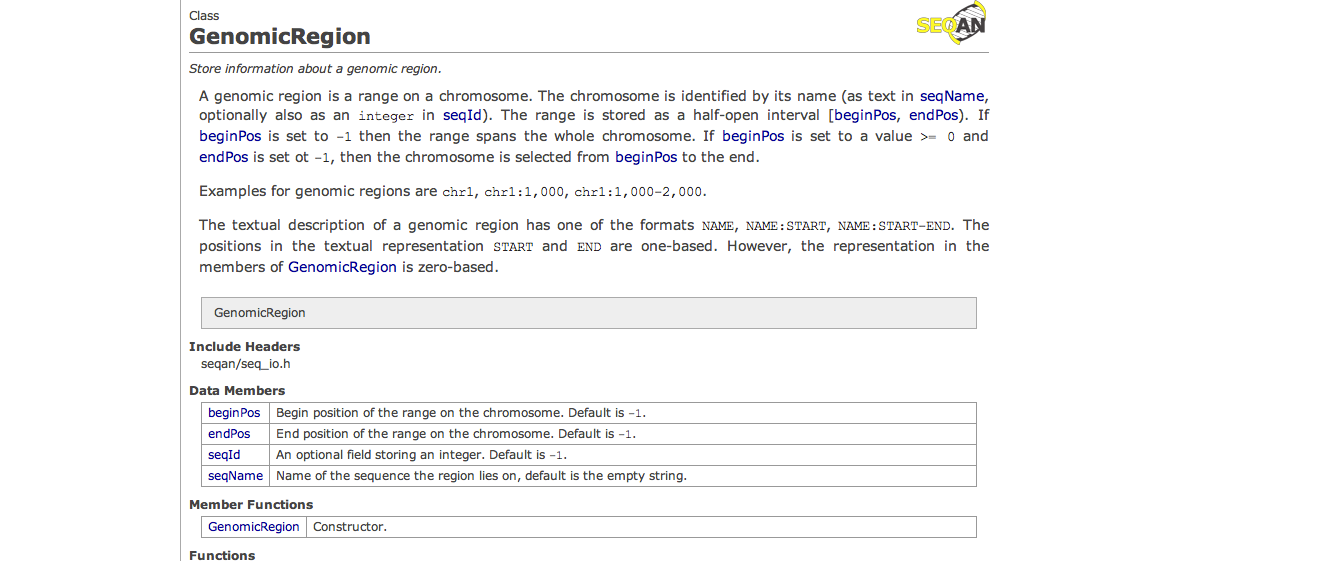 Class
GenomicRegion
SEQAN
Store information about a genomic region.
A genomic region is a range on a chromosome. The chromosome is identified by its name (as text in seqName,
optionally also as an integer in seqId). The range is stored as a half-open interval [beginPos, endPos). If
beginPos is set to -1 then the range spans the whole chromosome. If beginPos is set to a value >= 0 and
endPos is set ot -1, then the chromosome is selected from beginPos to the end.
Examples for genomic regions are chr1, chr1:1,000, chr1:1,000-2,000.
The textual description of a genomic region has one of the formats NAME, NAME:START, NAME:START-END. The
positions in the textual representation START and END are one-based. However, the representation in the
members of GenomicRegion is zero-based.
GenomicRegion
Include Headers
seqan/seq_io.h
Data Members
beginPos Begin position of the range on the chromosome. Default is -1.
endPos End position of the range on the chromosome. Default is -1.
seqId An optional field storing an integer. Default is -1.
seqName Name of the sequence the region lies on, default is the empty string.
Member Functions
GenomicRegion Constructor.
Functions